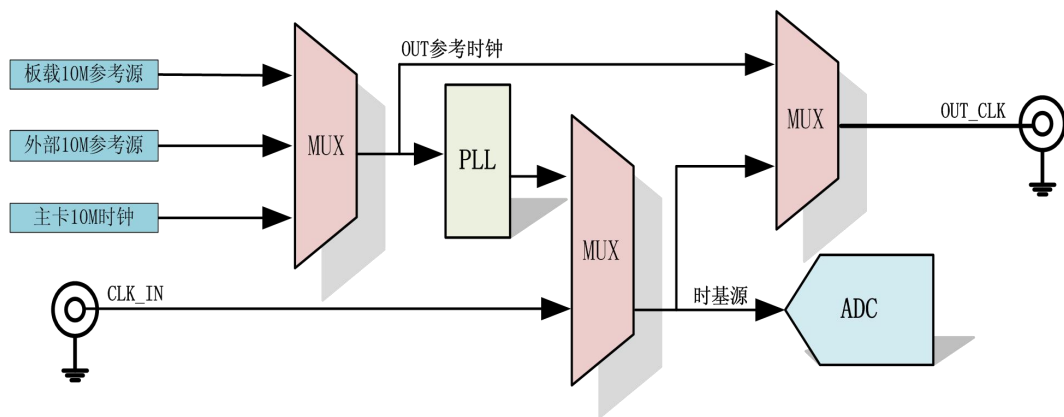 板载10M参考源
外部10M参考源
主卡10M时钟
MUX
OUT参考时钟
PLL
MUX
MUX
OUT_CLK
CLK_IN
时基源
ADC